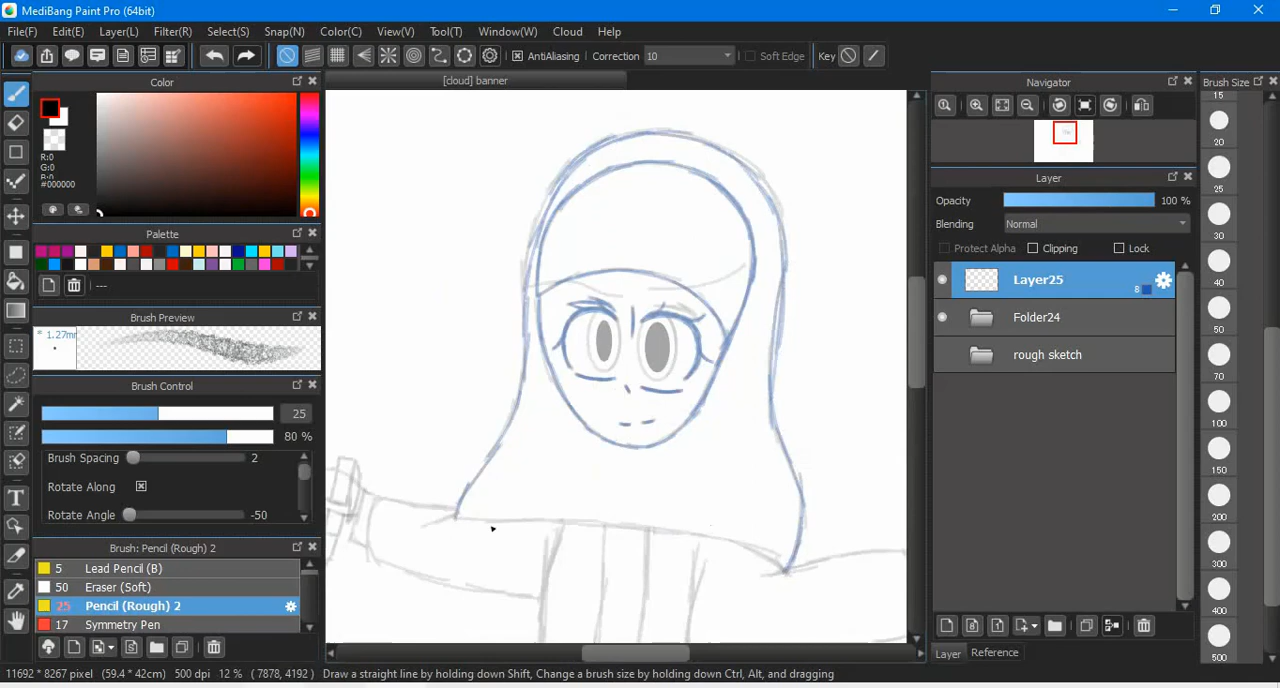 MediBang Paint Pro (64bit)
File(F) Edit(E) Layer(L) Filter(R) Select(S) Snap(N) Color(C) View(V) Tool(T) Window(W) Cloud Help
AntiAliasing Correction 10 Soft Edge Key
Color
[cloud] banner
Navigator
Brush Size
R:0
G:0
B:0
#000000
Palette
---
Brush Preview
* 1.27mm
Brush Control
25
80 %
Brush Spacing 2
Rotate Along
Rotate Angle -50
Brush: Pencil (Rough) 2
5 Lead Pencil (B)
50 Eraser (Soft)
25 Pencil (Rough) 2
17 Symmetry Pen
Layer
Opacity 100 %
Blending Normal
Protect Alpha Clipping Lock
Layer25
8
Folder24
rough sketch
Layer Reference
15
20
25
30
40
50
70
100
150
200
300
400
500
11692 * 8267 pixel (59.4 * 42cm) 500 dpi 12 % ( 7878, 4192 ) Draw a straight line by holding down Shift, Change a brush size by holding down Ctrl, Alt, and dragging